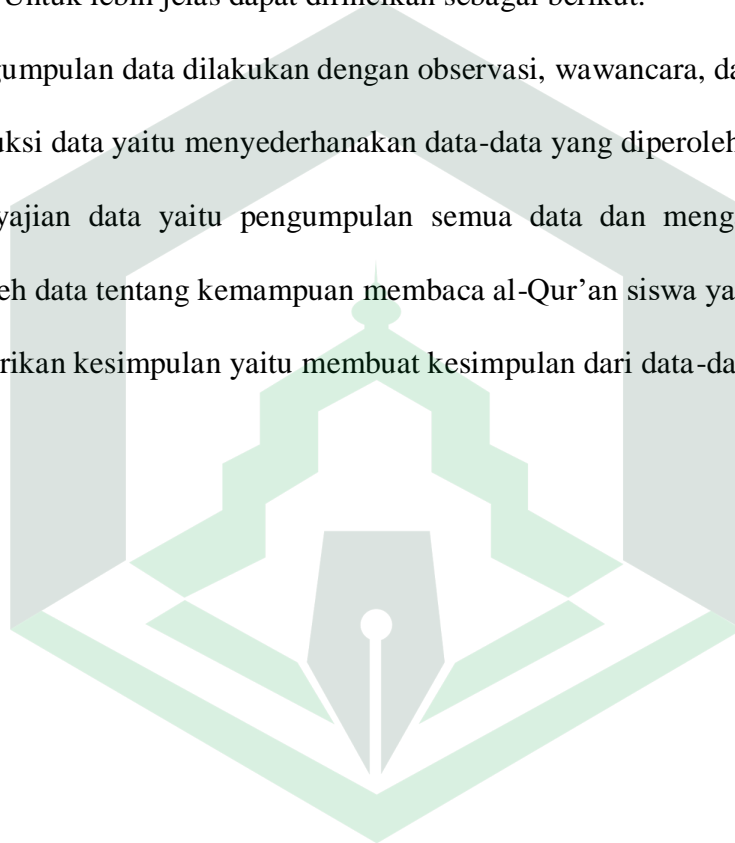 Untuk lebih jelas dapat dirincikan sebagai berikut:
gumpulan data dilakukan dengan observasi, wawancara, da
uksi data yaitu menyederhanakan data-data yang diperoleh
yajian data yaitu pengumpulan semua data dan meng
eh data tentang kemampuan membaca al-Qur’an siswa ya
rikan kesimpulan yaitu membuat kesimpulan dari data-da